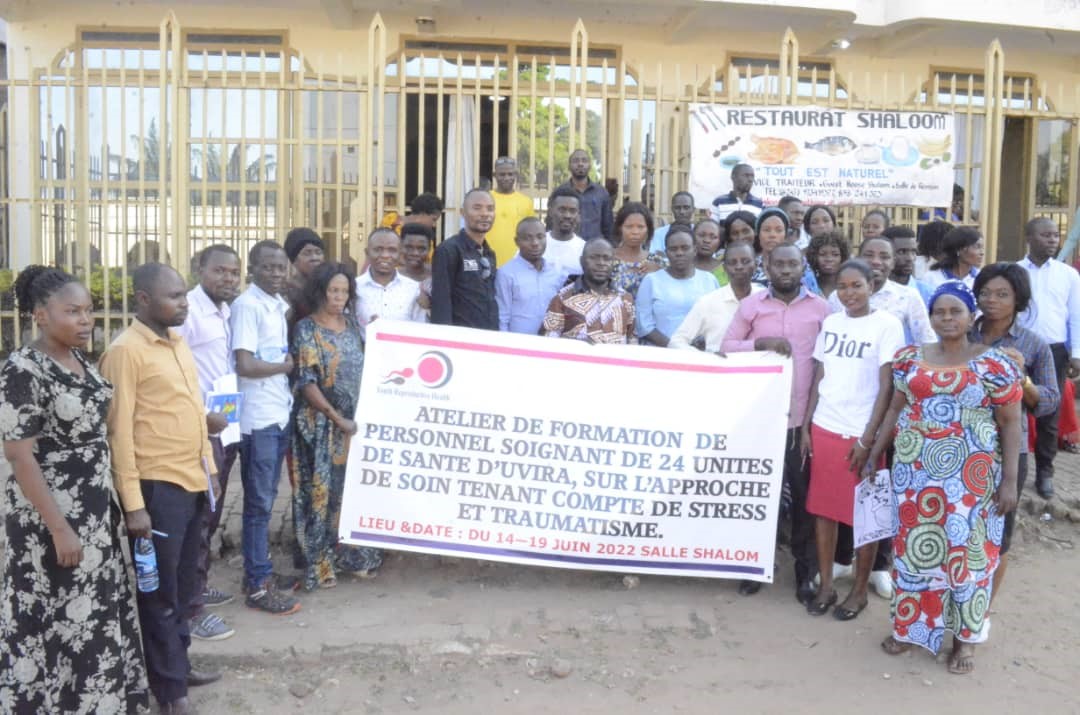 RESTAURAT SHALOOM
"TOUT EST NATUREL"
Youth Reproductive Health
ATELIER DE FORMATION DE
PERSONNEL SOIGNANT DE 24 UNITES
DE SANTE D'UVIRA, SUR L'APPROCHE
DE SOIN TENANT COMPTE DE STRESS
ET TRAUMATISME.
LIEU &DATE : DU 14—19 JUIN 2022 SALLE SHALOM
Dior